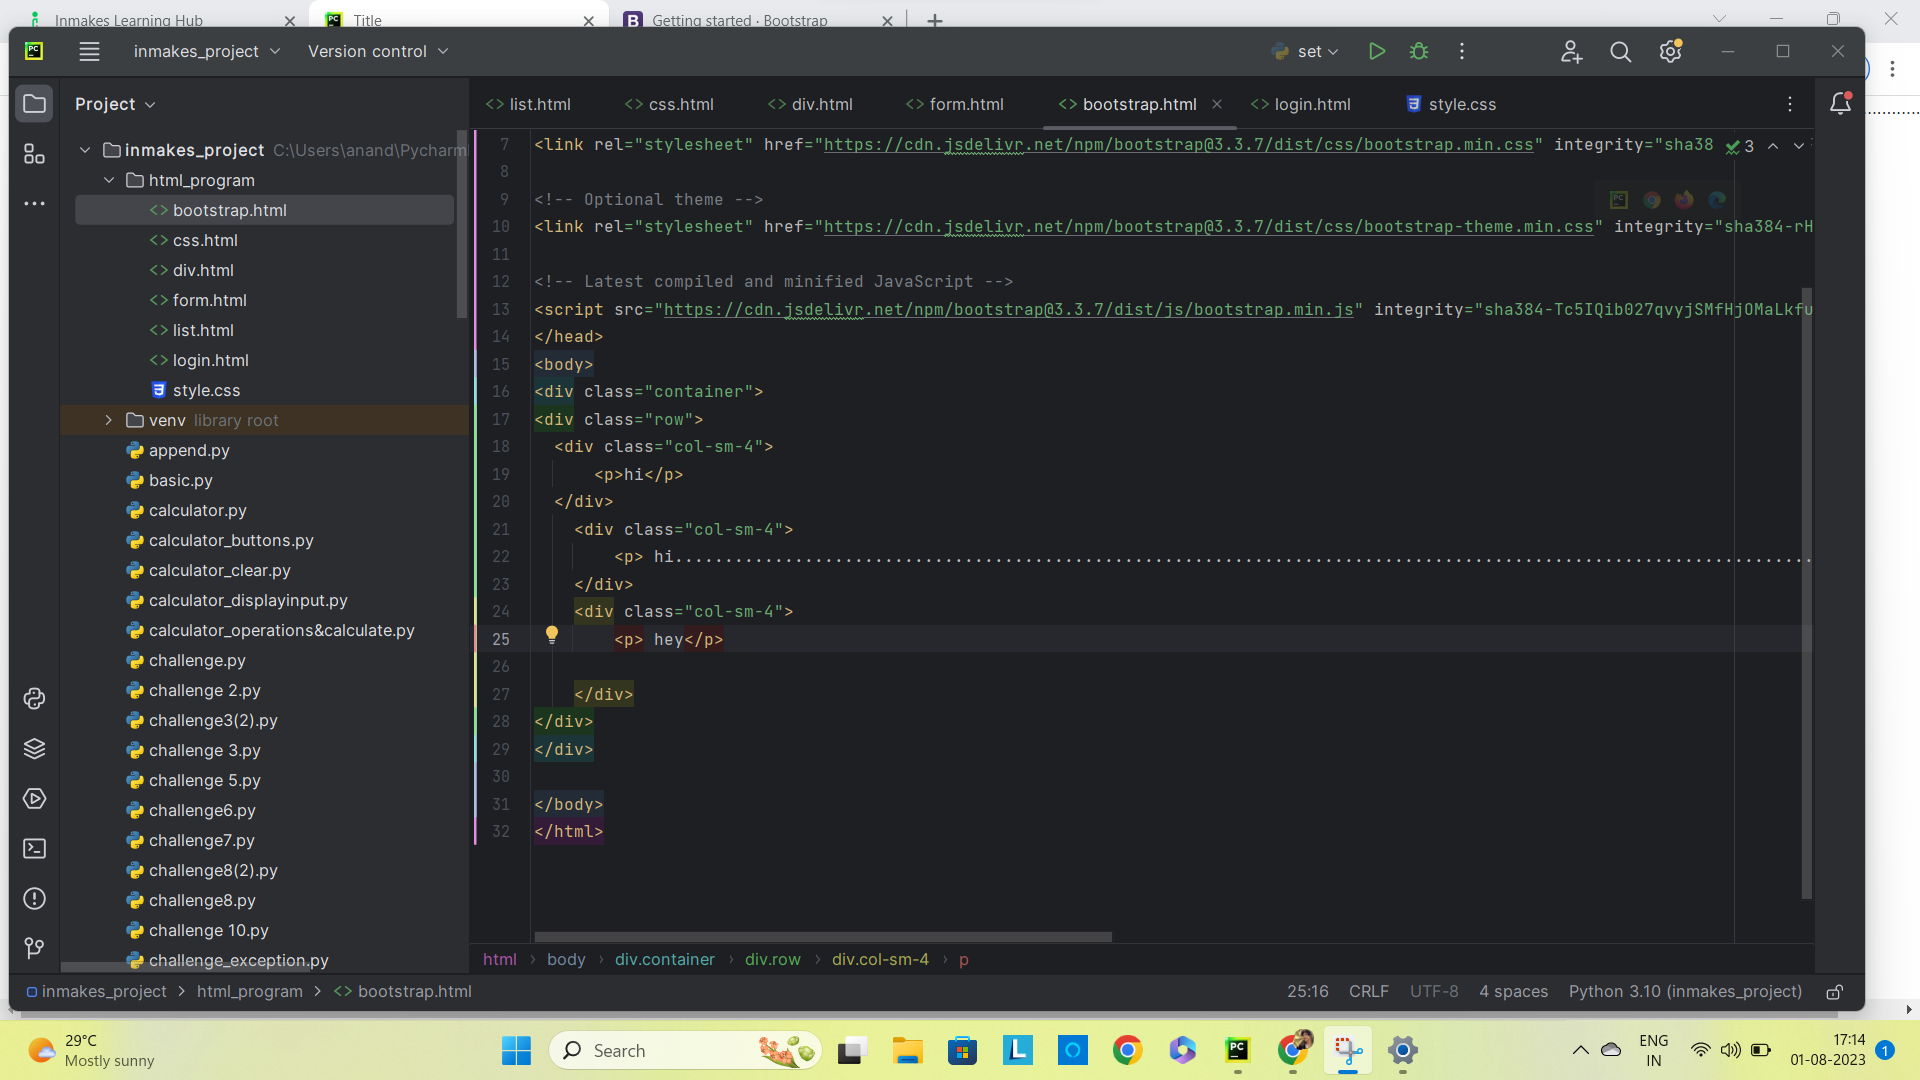 Inmakes Learning Hub
Title
Getting started · Bootstrap
inmakes_project
Version control
set
Project
list.html
css.html
div.html
form.html
bootstrap.html
login.html
style.css
inmakes_project C:\Users\anand\Pycharm
html_program
bootstrap.html
css.html
div.html
form.html
list.html
login.html
style.css
venv library root
append.py
basic.py
calculator.py
calculator_buttons.py
calculator_clear.py
calculator_displayinput.py
calculator_operations&calculate.py
challenge.py
challenge 2.py
challenge3(2).py
challenge 3.py
challenge 5.py
challenge6.py
challenge7.py
challenge8(2).py
challenge8.py
challenge 10.py
challenge_exception.py
7 <link rel="stylesheet" href="https://cdn.jsdelivr.net/npm/bootstrap@3.3.7/dist/css/bootstrap.min.css" integrity="sha38
3
8
9 <!-- Optional theme -->
10 <link rel="stylesheet" href="https://cdn.jsdelivr.net/npm/bootstrap@3.3.7/dist/css/bootstrap-theme.min.css" integrity="sha384-rH
11
12 <!-- Latest compiled and minified JavaScript -->
13 <script src="https://cdn.jsdelivr.net/npm/bootstrap@3.3.7/dist/js/bootstrap.min.js" integrity="sha384-Tc5IQib027qvyjSMfHjOMaLkfu
14 </head>
15 <body>
16 <div class="container">
17 <div class="row">
18 <div class="col-sm-4">
19 <p>hi</p>
20 </div>
21 <div class="col-sm-4">
22 <p> hi..................................................................................................................
23 </div>
24 <div class="col-sm-4">
25 <p> hey</p>
26
27 </div>
28 </div>
29 </div>
30
31 </body>
32 </html>
html > body > div.container > div.row > div.col-sm-4 > p
inmakes_project > html_program > bootstrap.html
25:16 CRLF UTF-8 4 spaces Python 3.10 (inmakes_project)
29°C
Mostly sunny
Search
ENG
IN
17:14
01-08-2023
1